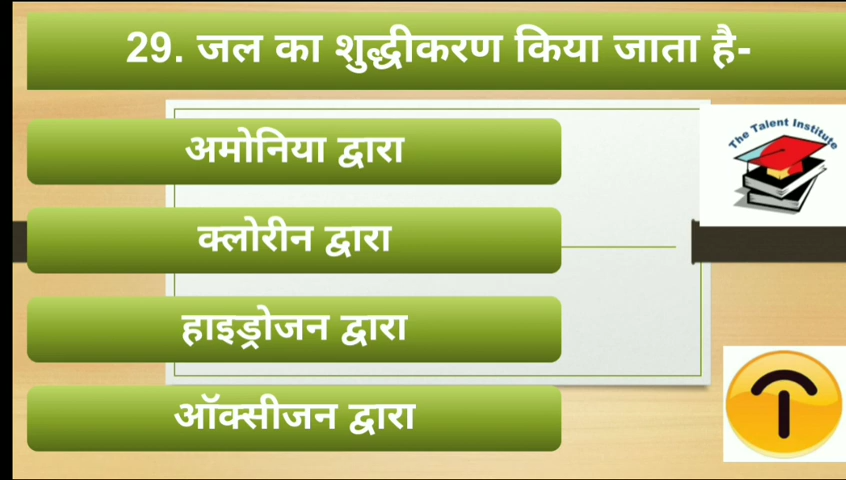 29. जल का शुद्धीकरण किया जाता है-
The Talent Institute
अमोनिया द्वारा
क्लोरीन द्वारा
हाइड्रोजन द्वारा
ऑक्सीजन द्वारा